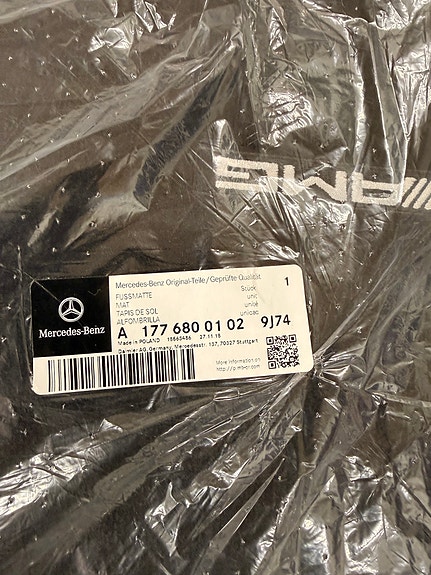 AMG
Mercedes-Benz Original-Teile/Geprüfte Qualität
1
FUSSMATTE
Stück
MAT
unit
TAPIS DE SOL
unité
ALFOMBRILLA
unidad
A 177 680 01 02 9J74
Mercedes-Benz
Made in POLAND 15563456 27.11.18
Daimler AG, Germany, Mercedesstr. 137, 70327 Stuttgart
More information on